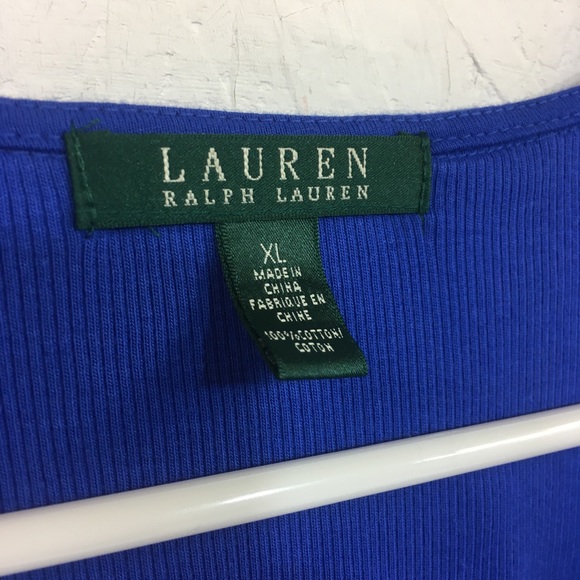 LAUREN
RALPH LAUREN
XL
MADE IN
CHINA
FABRIQUE EN
CHINE
100%COTTON/
COTON